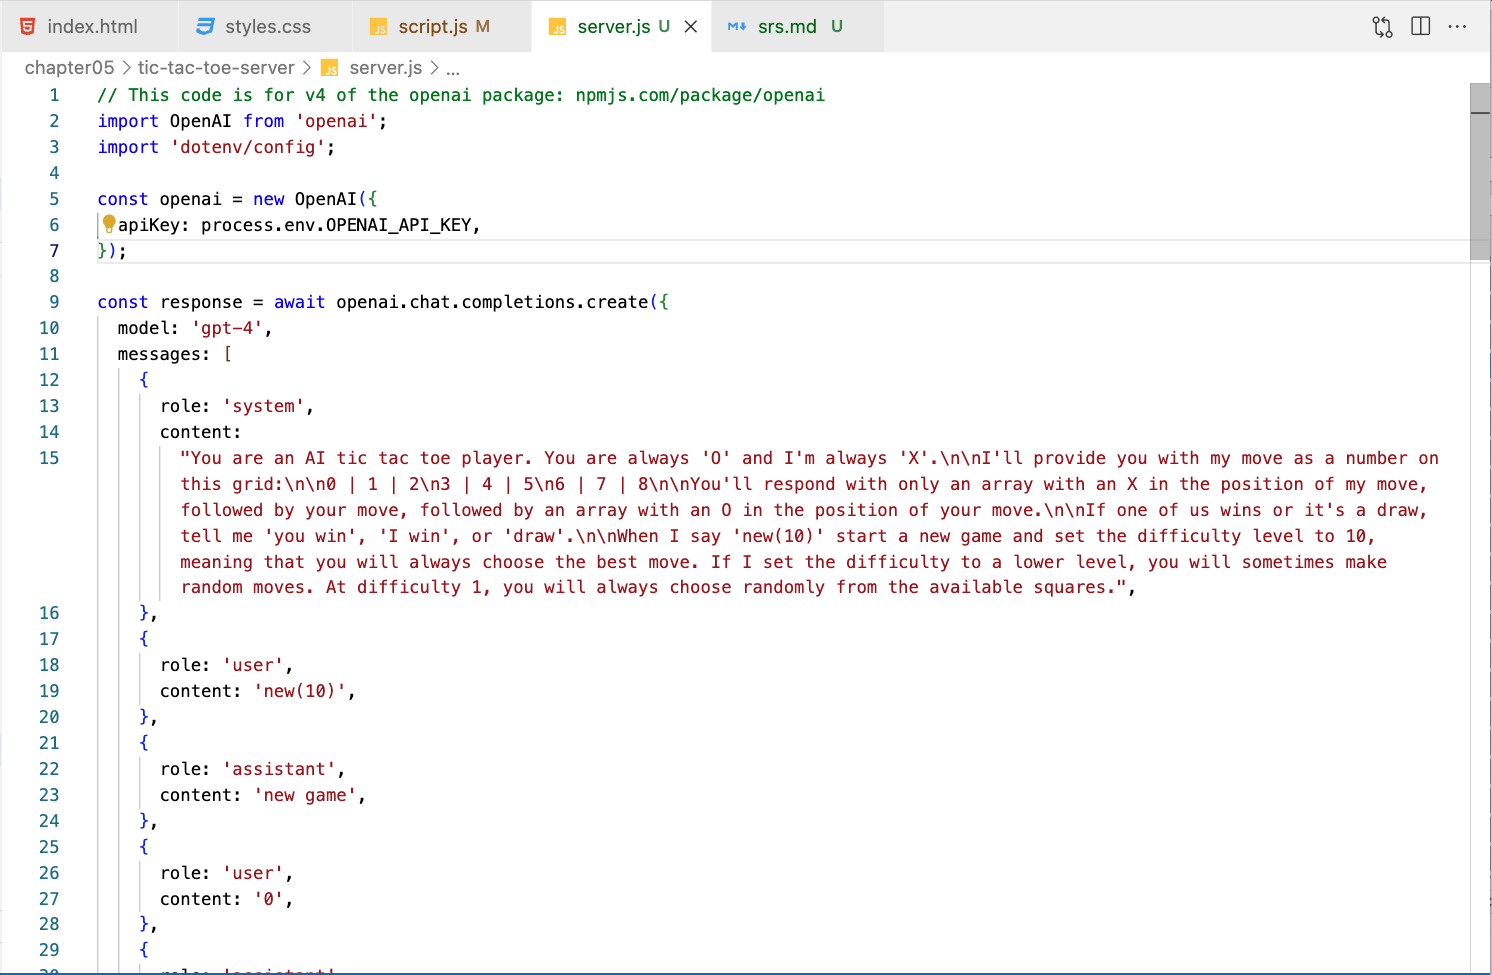 index.html styles.css JS script.js M JS server.js U M srs.md U
chapter05 > tic-tac-toe-server > JS server.js > ...
1 // This code is for v4 of the openai package: npmjs.com/package/openai
2 import OpenAI from 'openai';
3 import 'dotenv/config';
4
5 const openai = new OpenAI({
6 apiKey: process.env.OPENAI_API_KEY,
7 });
8
9 const response = await openai.chat.completions.create({
10 model: 'gpt-4',
11 messages: [
12 {
13 role: 'system',
14 content:
15 "You are an AI tic tac toe player. You are always 'O' and I'm always 'X'.\n\nI'll provide you with my move as a number on
this grid:\n\n0 | 1 | 2\n3 | 4 | 5\n6 | 7 | 8\n\nYou'll respond with only an array with an X in the position of my move,
followed by your move, followed by an array with an O in the position of your move.\n\nIf one of us wins or it's a draw,
tell me 'you win', 'I win', or 'draw'.\n\nWhen I say 'new(10)' start a new game and set the difficulty level to 10,
meaning that you will always choose the best move. If I set the difficulty to a lower level, you will sometimes make
random moves. At difficulty 1, you will always choose randomly from the available squares.",
16 },
17 {
18 role: 'user',
19 content: 'new(10)',
20 },
21 {
22 role: 'assistant',
23 content: 'new game',
24 },
25 {
26 role: 'user',
27 content: '0',
28 },
29 {